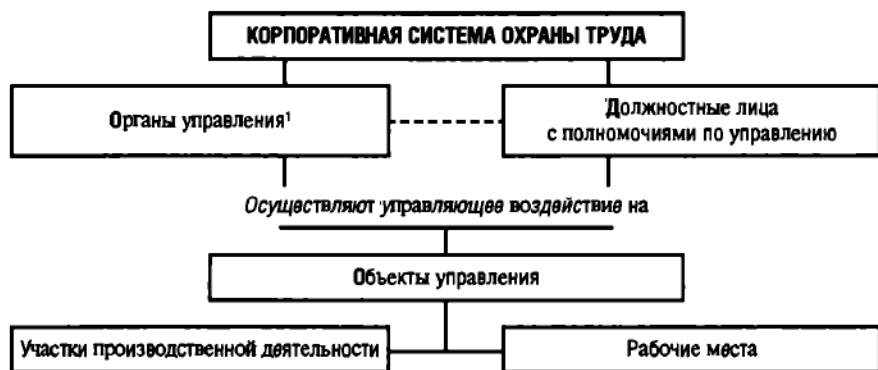 КОРПОРАТИВНАЯ СИСТЕМА ОХРАНЫ ТРУДА
Органы управления¹
Должностные лица
с полномочиями по управлению
Осуществляют управляющее воздействие на
Объекты управления
Участки производственной деятельности
Рабочие места